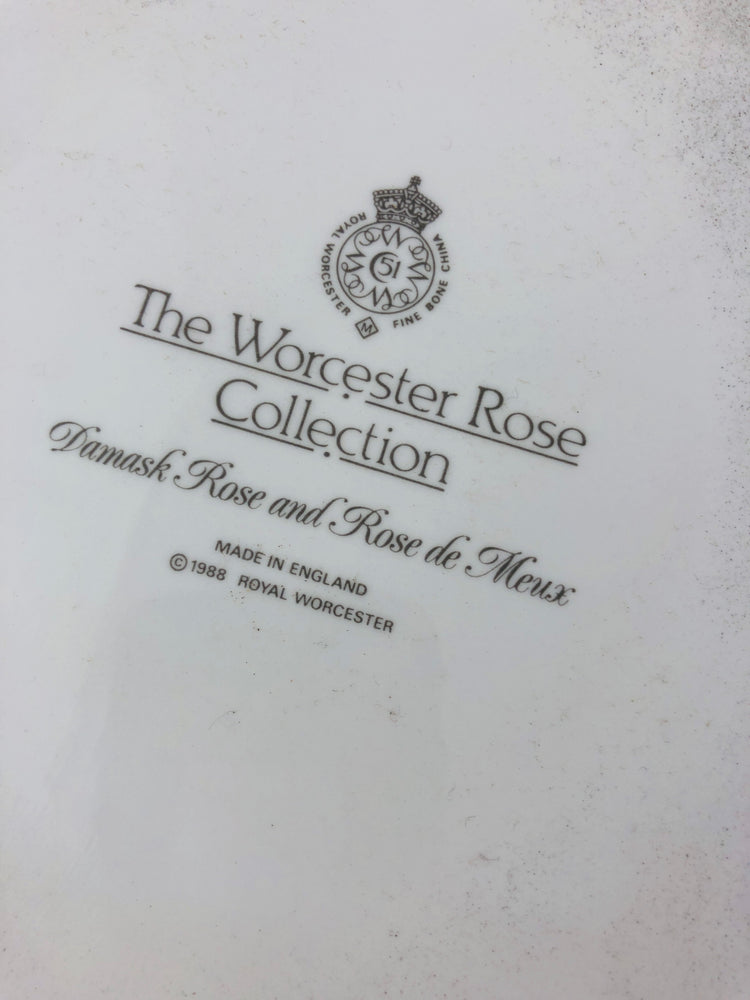 ROYAL WORCESTER
FINE BONE CHINA
51
M
The Worcester Rose
Collection
Damask Rose and Rose de Meux
MADE IN ENGLAND
©1988 ROYAL WORCESTER